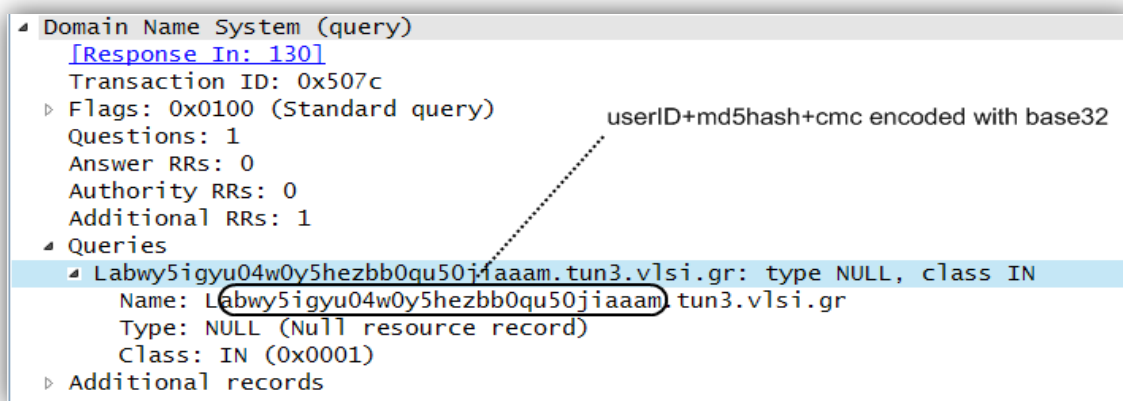 Domain Name System (query)
[Response In: 130]
Transaction ID: 0x507c
Flags: 0x0100 (Standard query)
userID+md5hash+cmc encoded with base32
Questions: 1
Answer RRs: 0
Authority RRs: 0
Additional RRs: 1
Queries
Labwy5igyu04w0y5hezbb0qu50jiaaam.tun3.vlsi.gr: type NULL, class IN
Name: Labwy5igyu04w0y5hezbb0qu50jiaaam.tun3.vlsi.gr
Type: NULL (Null resource record)
Class: IN (0x0001)
Additional records